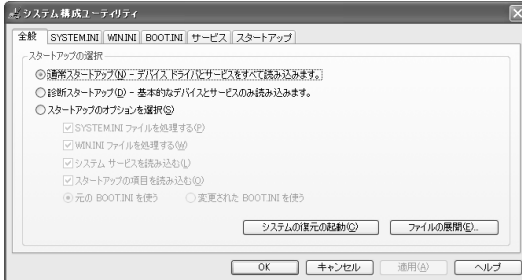 システム構成ユーティリティ
全般 SYSTEM.INI WIN.INI BOOT.INI サービス スタートアップ
スタートアップの選択
通常スタートアップ(N) - デバイス ドライバとサービスをすべて読み込みます。
診断スタートアップ(D) - 基本的なデバイスとサービスのみ読み込みます。
スタートアップのオプションを選択(S)
SYSTEM.INI ファイルを処理する(P)
WIN.INI ファイルを処理する(W)
システム サービスを読み込む(L)
スタートアップの項目を読み込む(O)
元の BOOT.INI を使う 変更された BOOT.INI を使う
システムの復元の起動(C) ファイルの展開(E)...
OK キャンセル 適用(A) ヘルプ